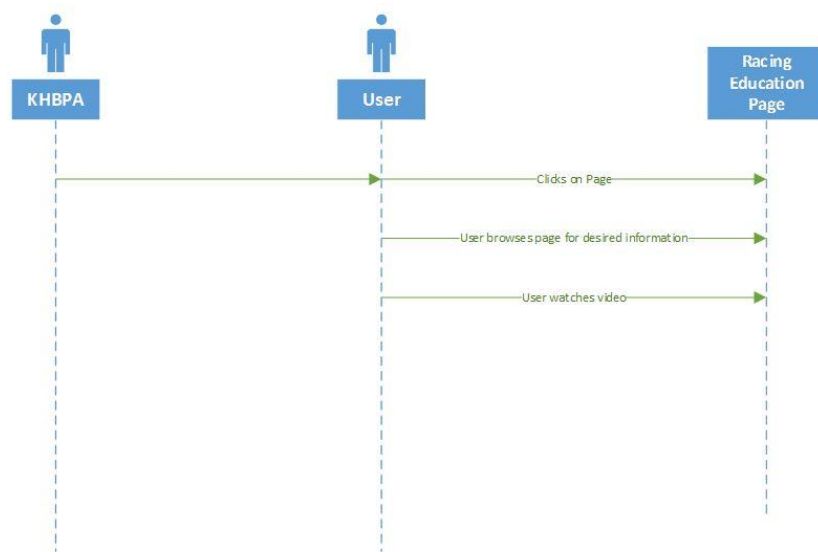 KHBPA
User
Racing
Education
Page
Clicks on Page
User browses page for desired information
User watches video